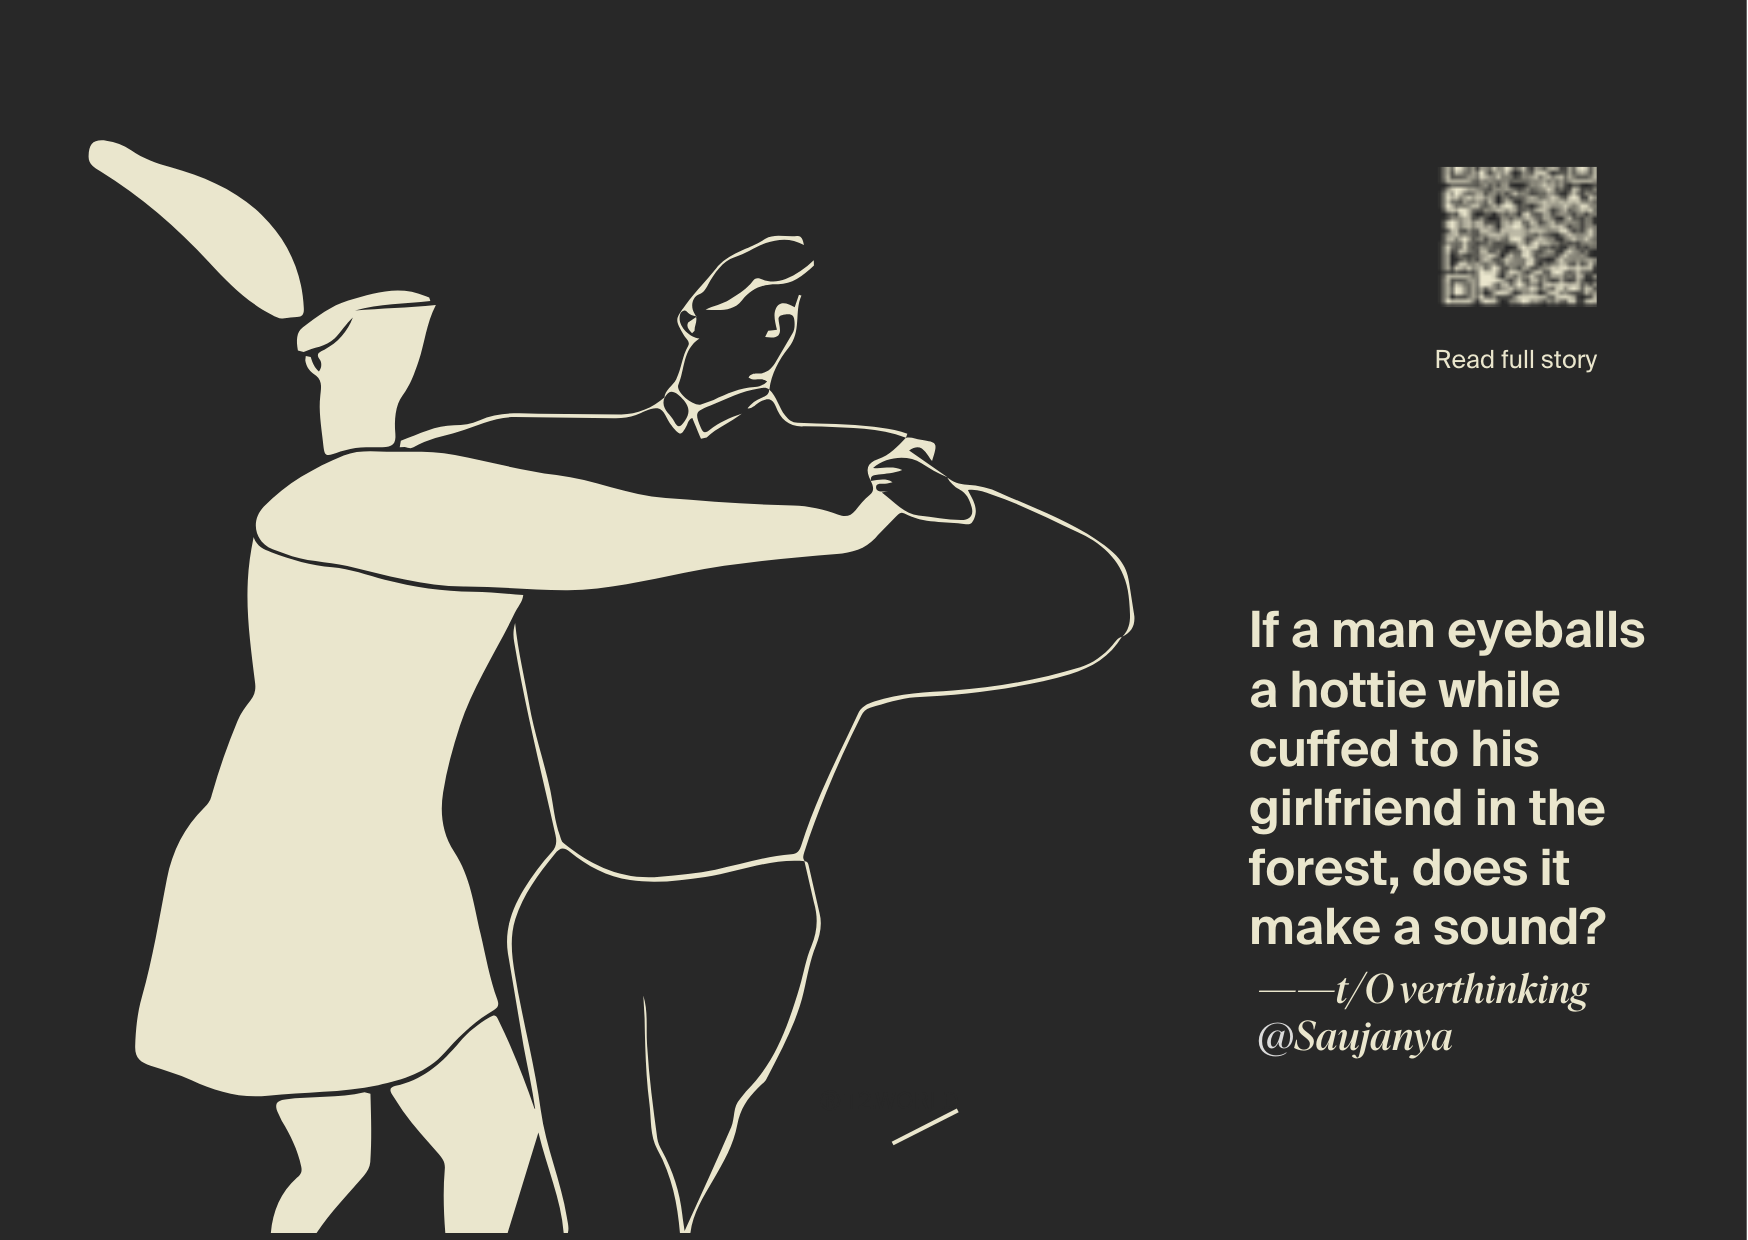 Read full story
If a man eyeballs
a hottie while
cuffed to his
girlfriend in the
forest, does it
make a sound?
——t/O verthinking
@Saujanya